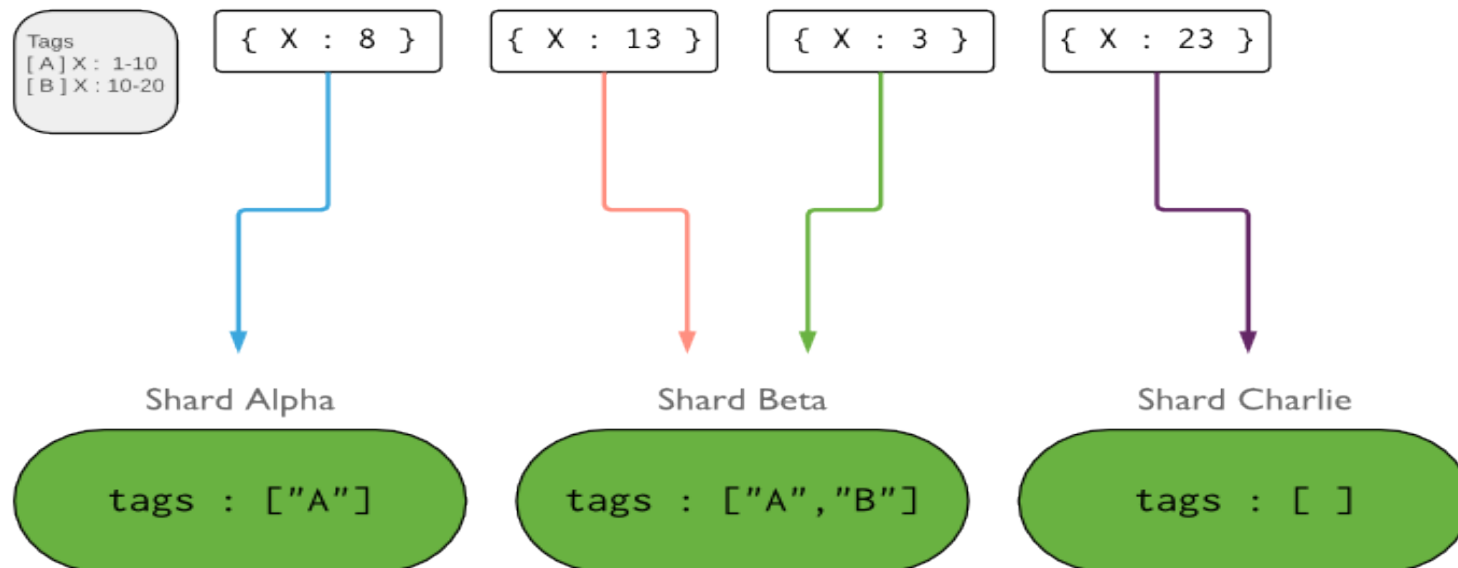 Tags
[ A ] X :  1-10
[ B ] X : 10-20
{ X : 8 }
{ X : 13 }
{ X : 3 }
{ X : 23 }
Shard Alpha
Shard Beta
Shard Charlie
tags : ["A"]
tags : ["A","B"]
tags : [ ]